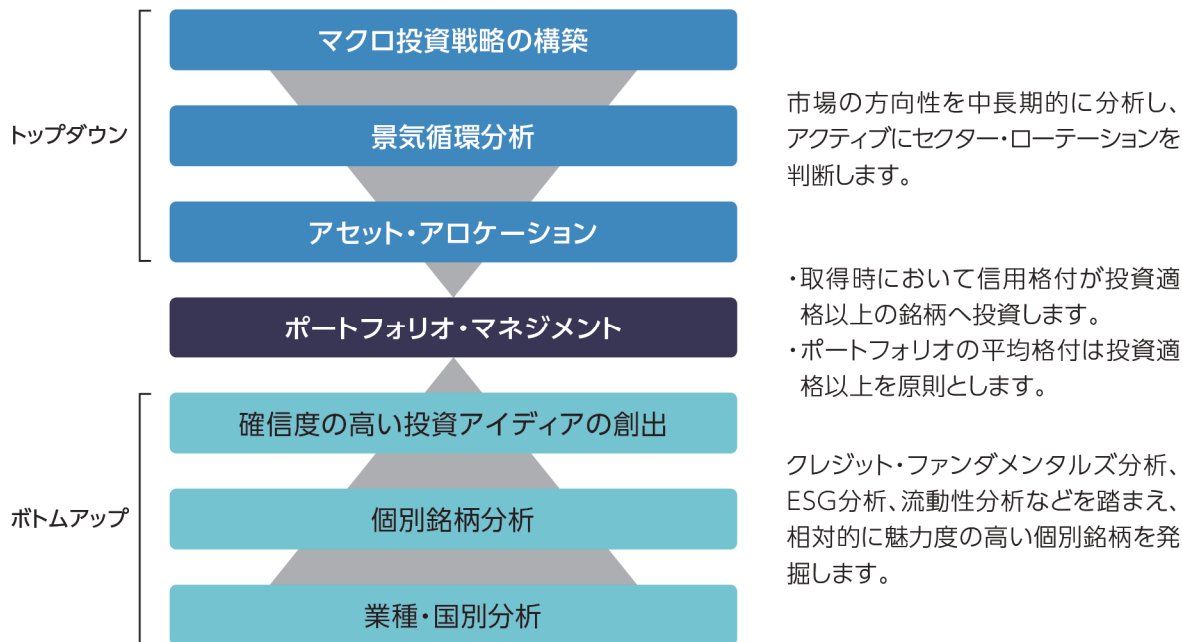 トップダウン
マクロ投資戦略の構築
景気循環分析
アセット・アロケーション
市場の方向性を中長期的に分析し、
アクティブにセクター・ローテーションを
判断します。
ポートフォリオ・マネジメント
・取得時において信用格付が投資適
格以上の銘柄へ投資します。
・ポートフォリオの平均格付は投資適
格以上を原則とします。
ボトムアップ
確信度の高い投資アイディアの創出
個別銘柄分析
業種・国別分析
クレジット・ファンダメンタルズ分析、
ESG分析、流動性分析などを踏まえ、
相対的に魅力度の高い個別銘柄を発
掘します。